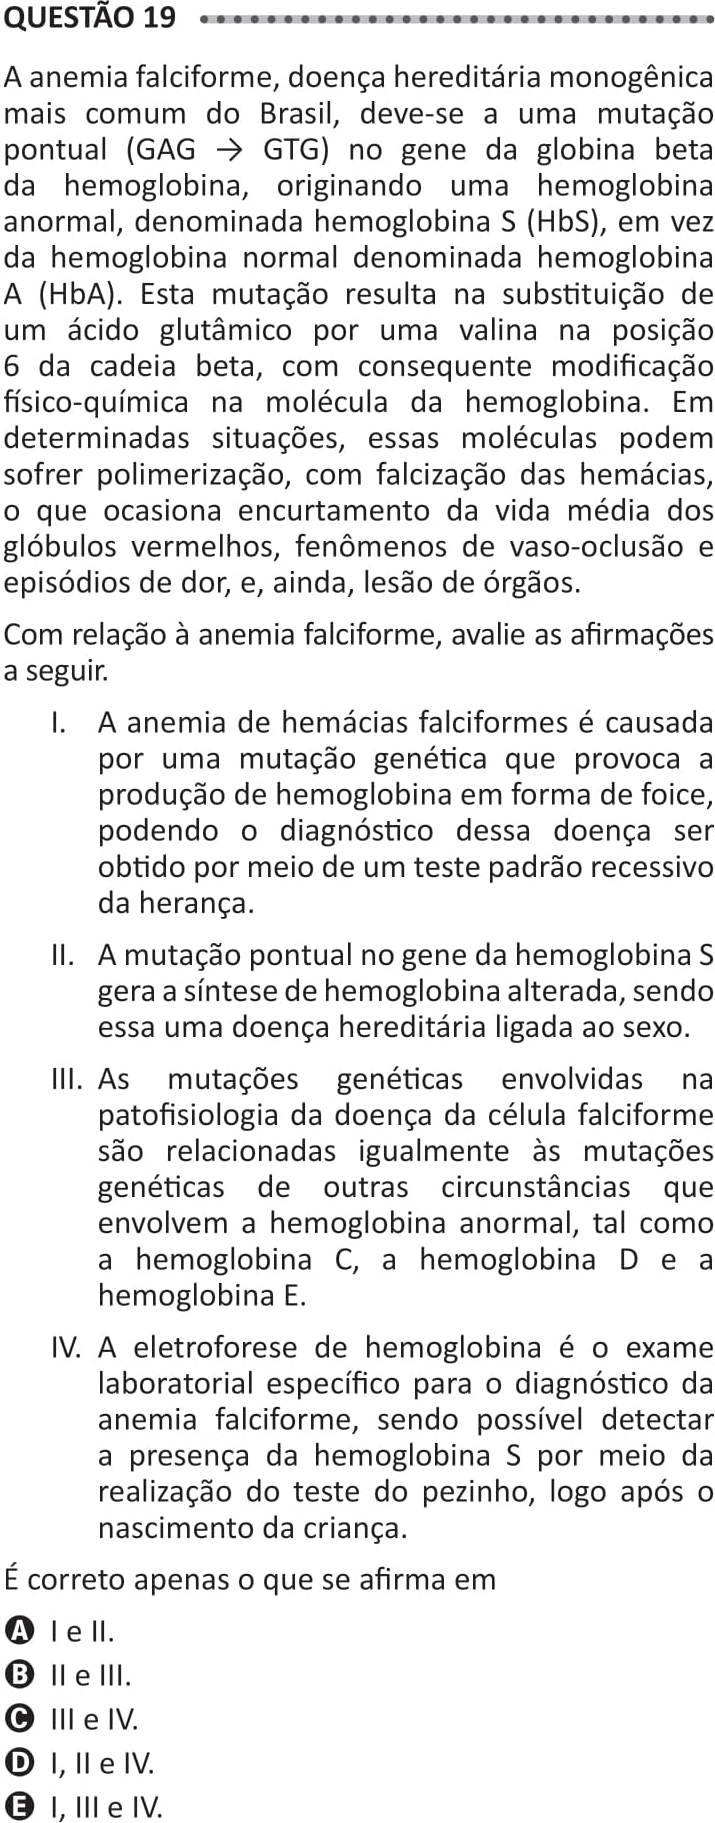 QUESTÃO 19
A anemia falciforme, doença hereditária monogênica
mais comum do Brasil, deve-se a uma mutação
pontual (GAG → GTG) no gene da globina beta
da hemoglobina, originando uma hemoglobina
anormal, denominada hemoglobina S (HbS), em vez
da hemoglobina normal denominada hemoglobina
A (HbA). Esta mutação resulta na substituição de
um ácido glutâmico por uma valina na posição
6 da cadeia beta, com consequente modificação
físico-química na molécula da hemoglobina. Em
determinadas situações, essas moléculas podem
sofrer polimerização, com falcização das hemácias,
o que ocasiona encurtamento da vida média dos
glóbulos vermelhos, fenômenos de vaso-oclusão e
episódios de dor, e, ainda, lesão de órgãos.
Com relação à anemia falciforme, avalie as afirmações
a seguir.
I. A anemia de hemácias falciformes é causada
por uma mutação genética que provoca a
produção de hemoglobina em forma de foice,
podendo o diagnóstico dessa doença ser
obtido por meio de um teste padrão recessivo
da herança.
II. A mutação pontual no gene da hemoglobina S
gera a síntese de hemoglobina alterada, sendo
essa uma doença hereditária ligada ao sexo.
III. As mutações genéticas envolvidas na
patofisiologia da doença da célula falciforme
são relacionadas igualmente às mutações
genéticas de outras circunstâncias que
envolvem a hemoglobina anormal, tal como
a hemoglobina C, a hemoglobina D e a
hemoglobina E.
IV. A eletroforese de hemoglobina é o exame
laboratorial específico para o diagnóstico da
anemia falciforme, sendo possível detectar
a presença da hemoglobina S por meio da
realização do teste do pezinho, logo após o
nascimento da criança.
É correto apenas o que se afirma em
A I e II.
B II e III.
C III e IV.
D I, II e IV.
E I, III e IV.